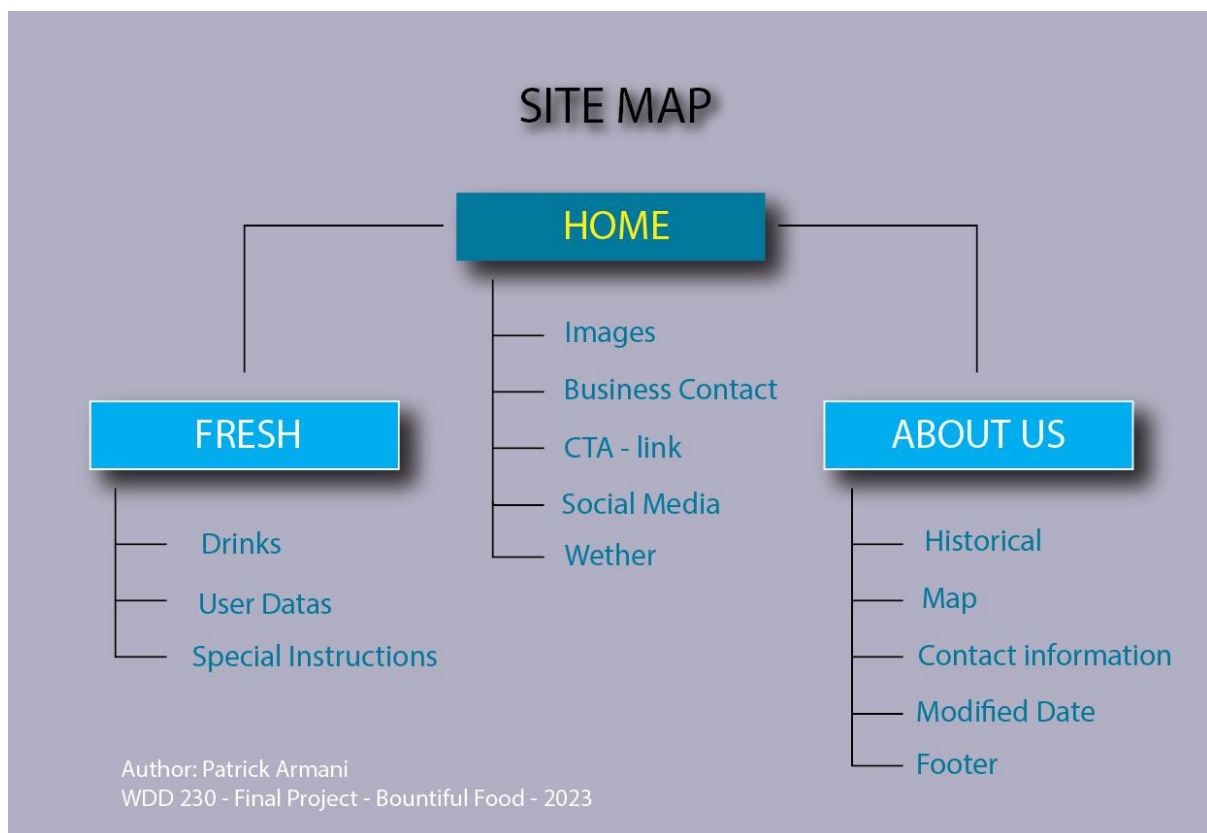 SITE MAP
HOME
Images
Business Contact
CTA - link
Social Media
Wether
FRESH
Drinks
User Datas
Special Instructions
ABOUT US
Historical
Map
Contact information
Modified Date
Footer
Author: Patrick Armani
WDD 230 - Final Project - Bountiful Food - 2023